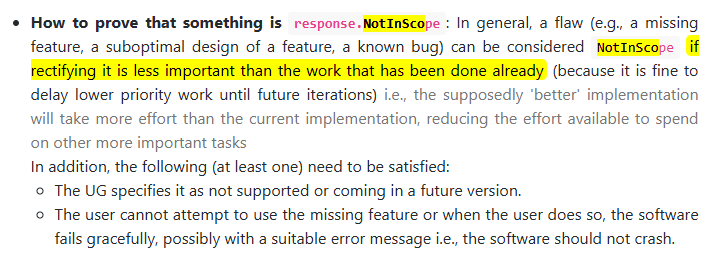 • How to prove that something is response.NotInScope : In general, a flaw (e.g., a missing
feature, a suboptimal design of a feature, a known bug) can be considered NotInScope if
rectifying it is less important than the work that has been done already (because it is fine to
delay lower priority work until future iterations) i.e., the supposedly 'better' implementation
will take more effort than the current implementation, reducing the effort available to spend
on other more important tasks
In addition, the following (at least one) need to be satisfied:
◦ The UG specifies it as not supported or coming in a future version.
◦ The user cannot attempt to use the missing feature or when the user does so, the software
fails gracefully, possibly with a suitable error message i.e., the software should not crash.